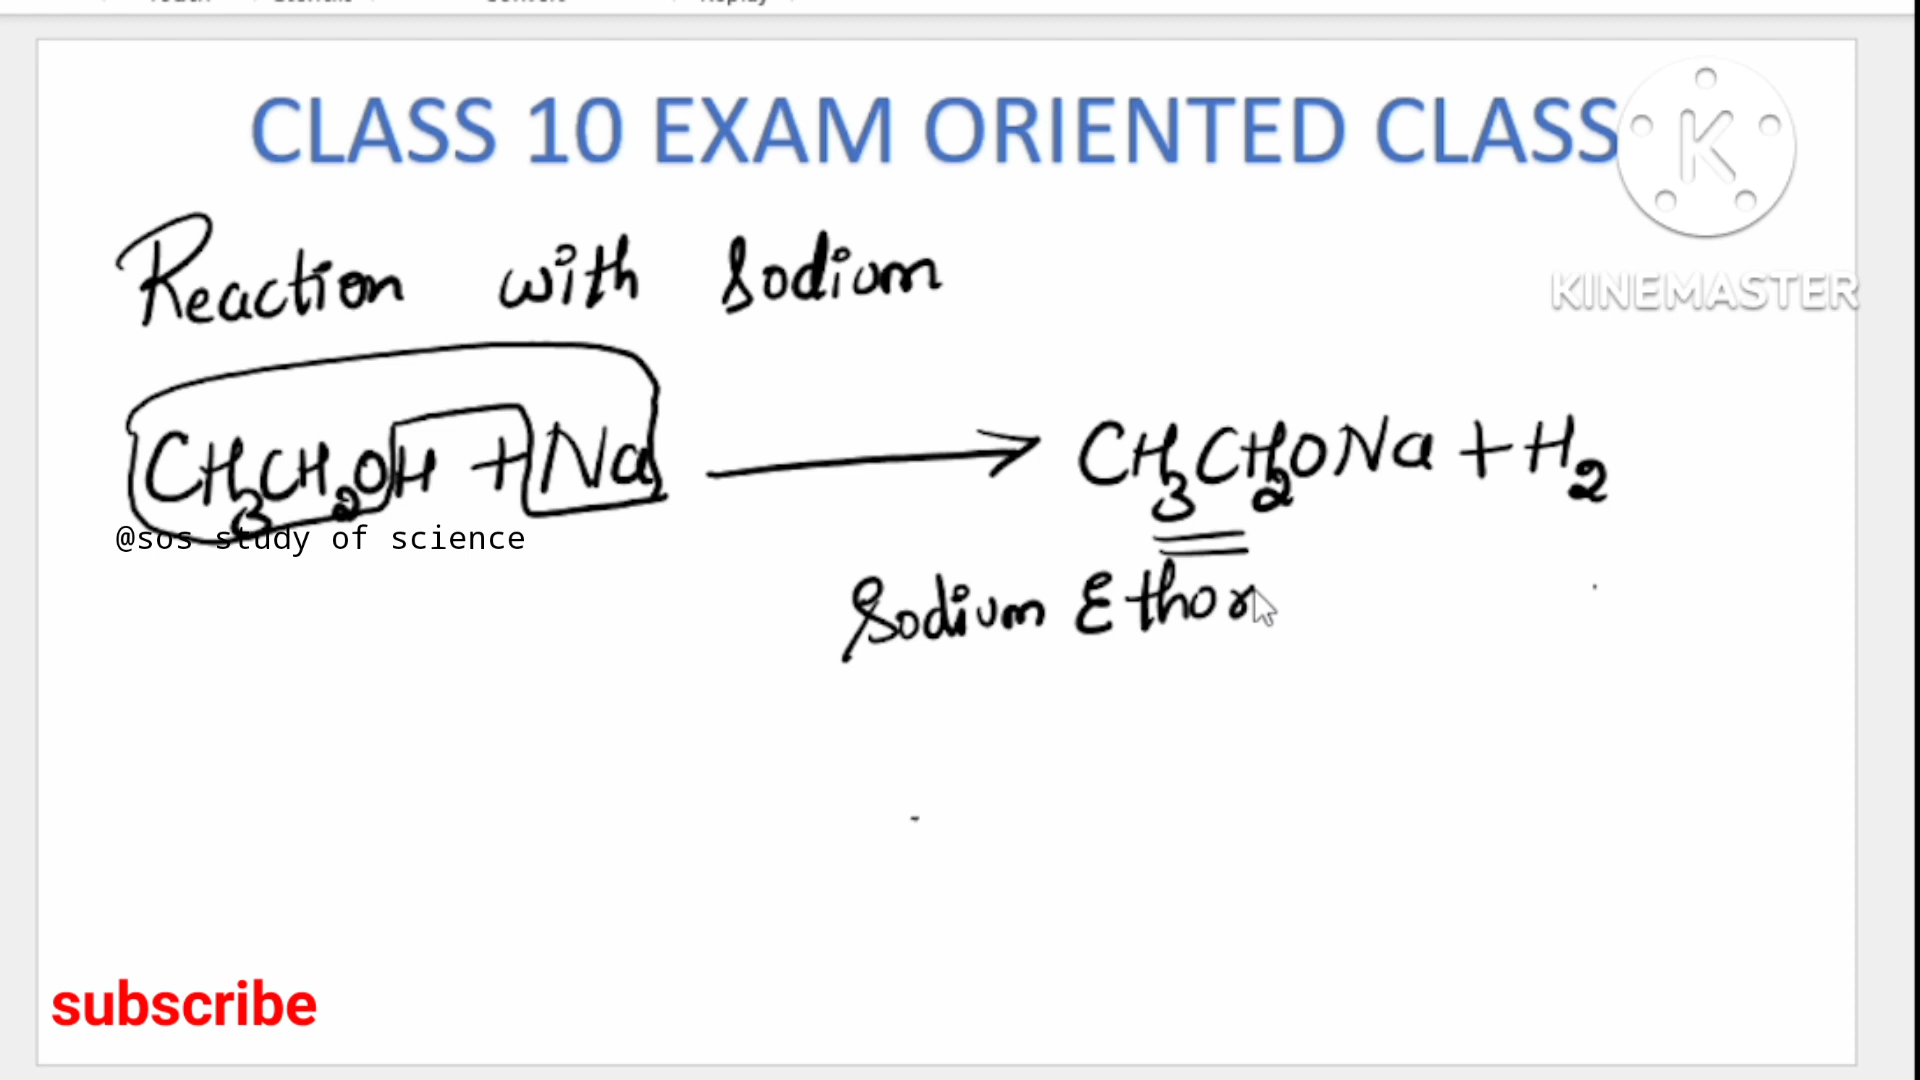 CLASS 10 EXAM ORIENTED CLASS
KINEMASTER
Reaction with Sodium
CH₃CH₂OH + Na ⟶ CH₃CH₂ONa + H₂
@sos study of science
Sodium
subscribe